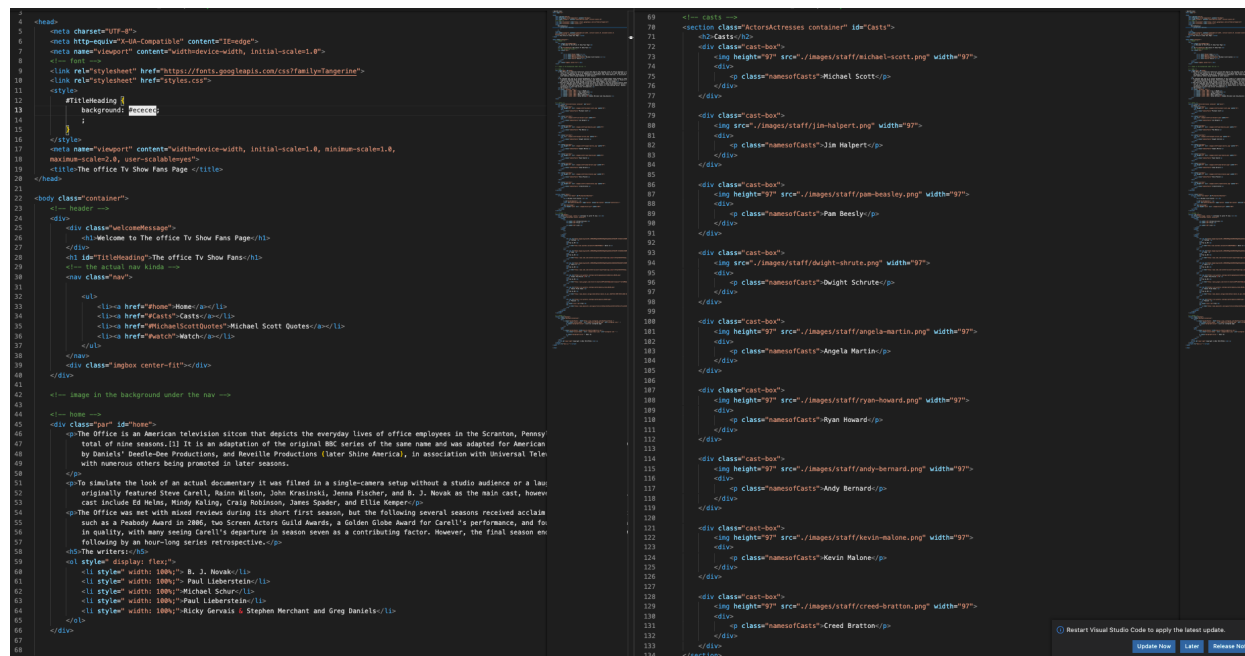 3
4 <head>
5 <meta charset="UTF-8">
6 <meta http-equiv="X-UA-Compatible" content="IE=edge">
7 <meta name="viewport" content="width=device-width, initial-scale=1.0">
8 <!-- font -->
9 <link rel="stylesheet" href="https://fonts.googleapis.com/css?family=Tangerine">
10 <link rel="stylesheet" href="styles.css">
11 <style>
12 #TitleHeading {
13 background: #ececec;
14 ;
15 }
16 </style>
17 <meta name="viewport" content="width=device-width, initial-scale=1.0, minimum-scale=1.0,
18 maximum-scale=2.0, user-scalable=yes">
19 <title>The office Tv Show Fans Page </title>
20 </head>
21
22 <body class="container">
23 <!-- header -->
24 <div>
25 <div class="welcomeMessage">
26 <h1>Welcome to The office Tv Show Fans Page</h1>
27 </div>
28 <h1 id="TitleHeading">The office Tv Show Fans</h1>
29 <!-- the actual nav kinda -->
30 <nav class="nav">
31
32 <ul>
33 <li><a href="#home">Home</a></li>
34 <li><a href="#Casts">Casts</a></li>
35 <li><a href="#MichaelScottQuotes">Michael Scott Quotes</a></li>
36 <li><a href="#watch">Watch</a></li>
37 </ul>
38 </nav>
39 <div class="imgbox center-fit"></div>
40 </div>
41
42 <!-- image in the background under the nav -->
43
44 <!-- home -->
45 <div class="par" id="home">
46 <p>The Office is an American television sitcom that depicts the everyday lives of office employees in the Scranton, Pennsyl
47 total of nine seasons.[1] It is an adaptation of the original BBC series of the same name and was adapted for American
48 by Daniels' Deedle-Dee Productions, and Reveille Productions (later Shine America), in association with Universal Telev
49 with numerous others being promoted in later seasons.
50 </p>
51 <p>To simulate the look of an actual documentary it was filmed in a single-camera setup without a studio audience or a laug
52 originally featured Steve Carell, Rainn Wilson, John Krasinski, Jenna Fischer, and B. J. Novak as the main cast, howeve
53 cast include Ed Helms, Mindy Kaling, Craig Robinson, James Spader, and Ellie Kemper</p>
54 <p>The Office was met with mixed reviews during its short first season, but the following several seasons received acclaim
55 such as a Peabody Award in 2006, two Screen Actors Guild Awards, a Golden Globe Award for Carell's performance, and fou
56 in quality, with many seeing Carell's departure in season seven as a contributing factor. However, the final season end
57 following by an hour-long series retrospective.</p>
58 <h5>The writers:</h5>
59 <ol style=" display: flex;">
60 <li style=" width: 100%;"> B. J. Novak</li>
61 <li style=" width: 100%;"> Paul Lieberstein</li>
62 <li style=" width: 100%;">Michael Schur</li>
63 <li style=" width: 100%;">Paul Lieberstein</li>
64 <li style=" width: 100%;">Ricky Gervais & Stephen Merchant and Greg Daniels</li>
65 </ol>
66 </div>
67
68
69 <!-- casts -->
70 <section class="ActorsActresses container" id="Casts">
71 <h2>Casts</h2>
72 <div class="cast-box">
73 <img src="./images/staff/michael-scott.png" width="97">
74 <div>
75 <p class="namesofCasts">Michael Scott</p>
76 </div>
77 </div>
78
79 <div class="cast-box">
80 <img src="./images/staff/jim-halpert.png" width="97">
81 <div>
82 <p class="namesofCasts">Jim Halpert</p>
83 </div>
84 </div>
85
86 <div class="cast-box">
87 <img height="97" src="./images/staff/pam-beasley.png" width="97">
88 <div>
89 <p class="namesofCasts">Pam Beesly</p>
90 </div>
91 </div>
92
93 <div class="cast-box">
94 <img src="./images/staff/dwight-shrute.png" width="97">
95 <div>
96 <p class="namesofCasts">Dwight Schrute</p>
97 </div>
98 </div>
99
100 <div class="cast-box">
101 <img height="97" src="./images/staff/angela-martin.png" width="97">
102 <div>
103 <p class="namesofCasts">Angela Martin</p>
104 </div>
105 </div>
106
107 <div class="cast-box">
108 <img height="97" src="./images/staff/ryan-howard.png" width="97">
109 <div>
110 <p class="namesofCasts">Ryan Howard</p>
111 </div>
112 </div>
113
114 <div class="cast-box">
115 <img height="97" src="./images/staff/andy-bernard.png" width="97">
116 <div>
117 <p class="namesofCasts">Andy Bernard</p>
118 </div>
119 </div>
120
121 <div class="cast-box">
122 <img height="97" src="./images/staff/kevin-malone.png" width="97">
123 <div>
124 <p class="namesofCasts">Kevin Malone</p>
125 </div>
126 </div>
127
128 <div class="cast-box">
129 <img height="97" src="./images/staff/creed-bratton.png" width="97">
130 <div>
131 <p class="namesofCasts">Creed Bratton</p>
132 </div>
133 </div>
134 </section>
Restart Visual Studio Code to apply the latest update.
Update Now Later Release Not